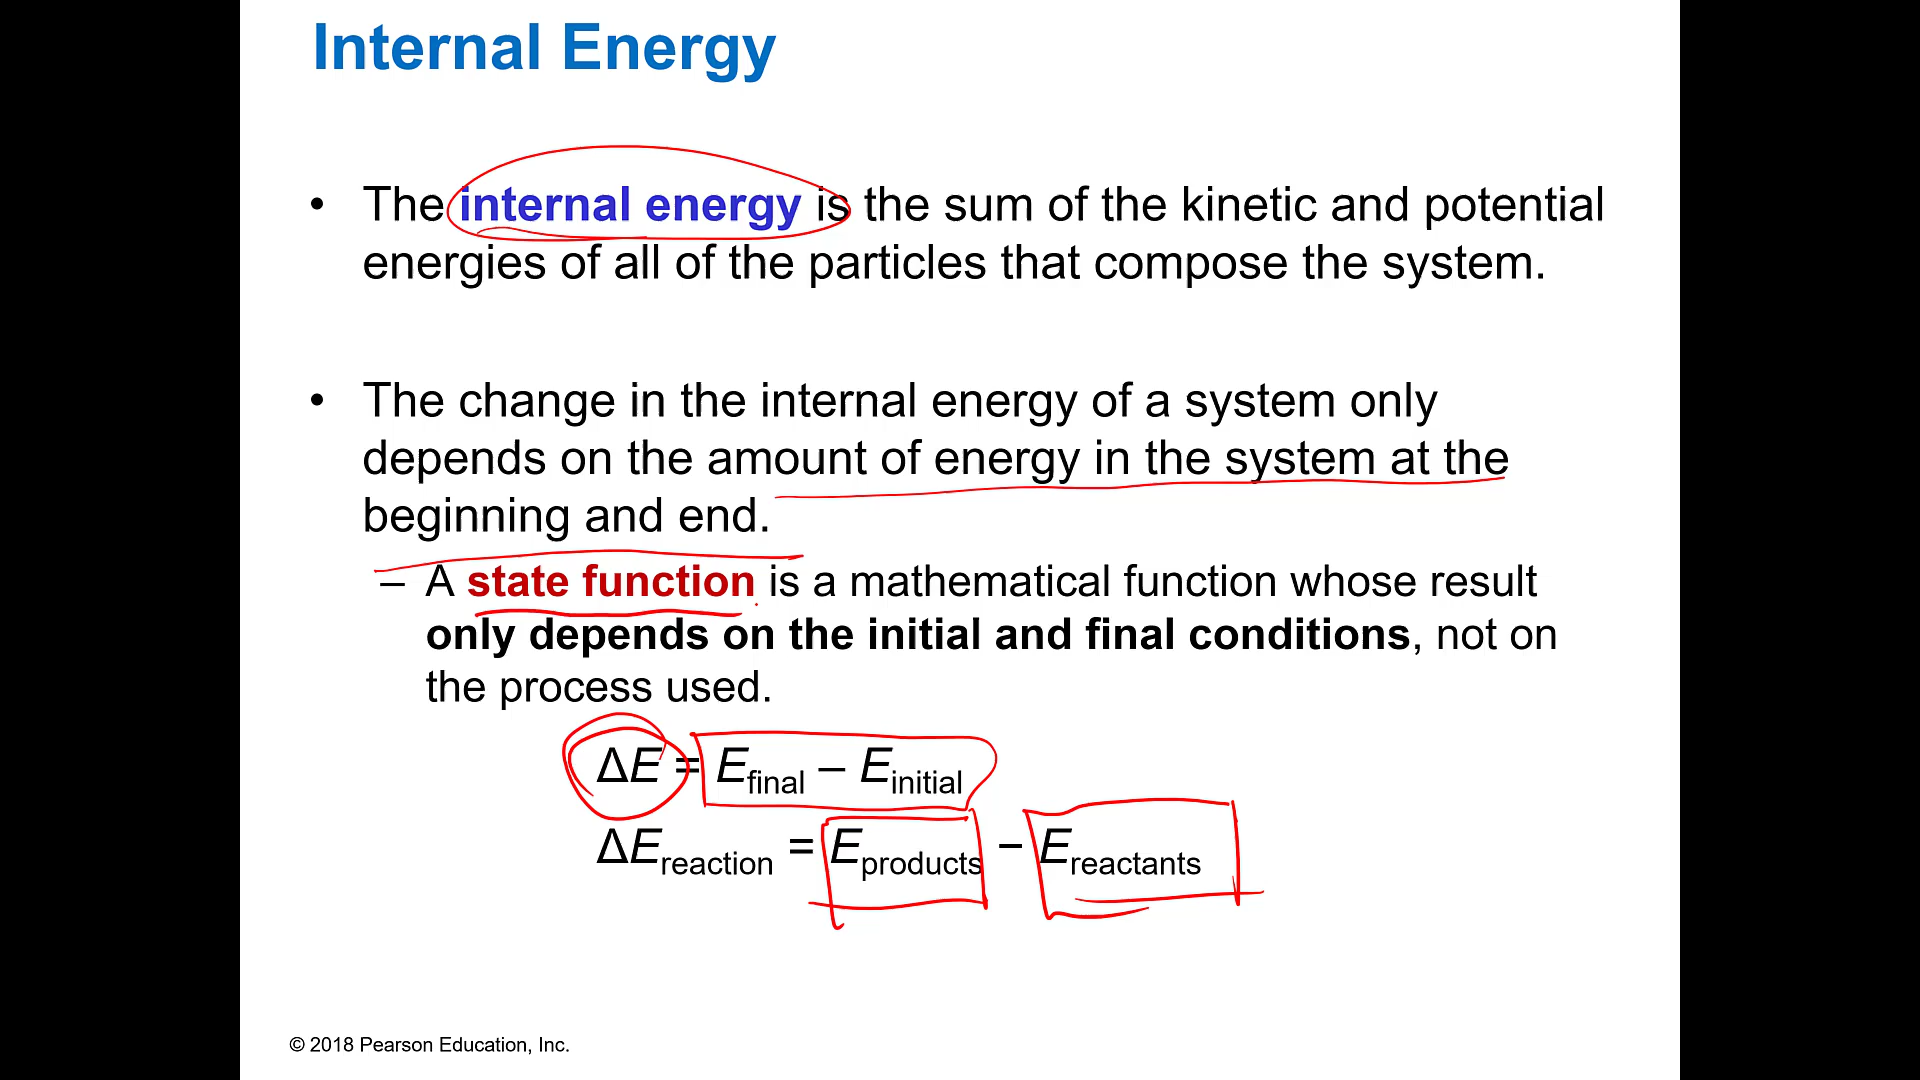 Internal Energy
• The internal energy is the sum of the kinetic and potential
energies of all of the particles that compose the system.
• The change in the internal energy of a system only
depends on the amount of energy in the system at the
beginning and end.
– A state function is a mathematical function whose result
only depends on the initial and final conditions, not on
the process used.
ΔE = Efinal – Einitial
ΔEreaction = Eproducts − Ereactants
© 2018 Pearson Education, Inc.